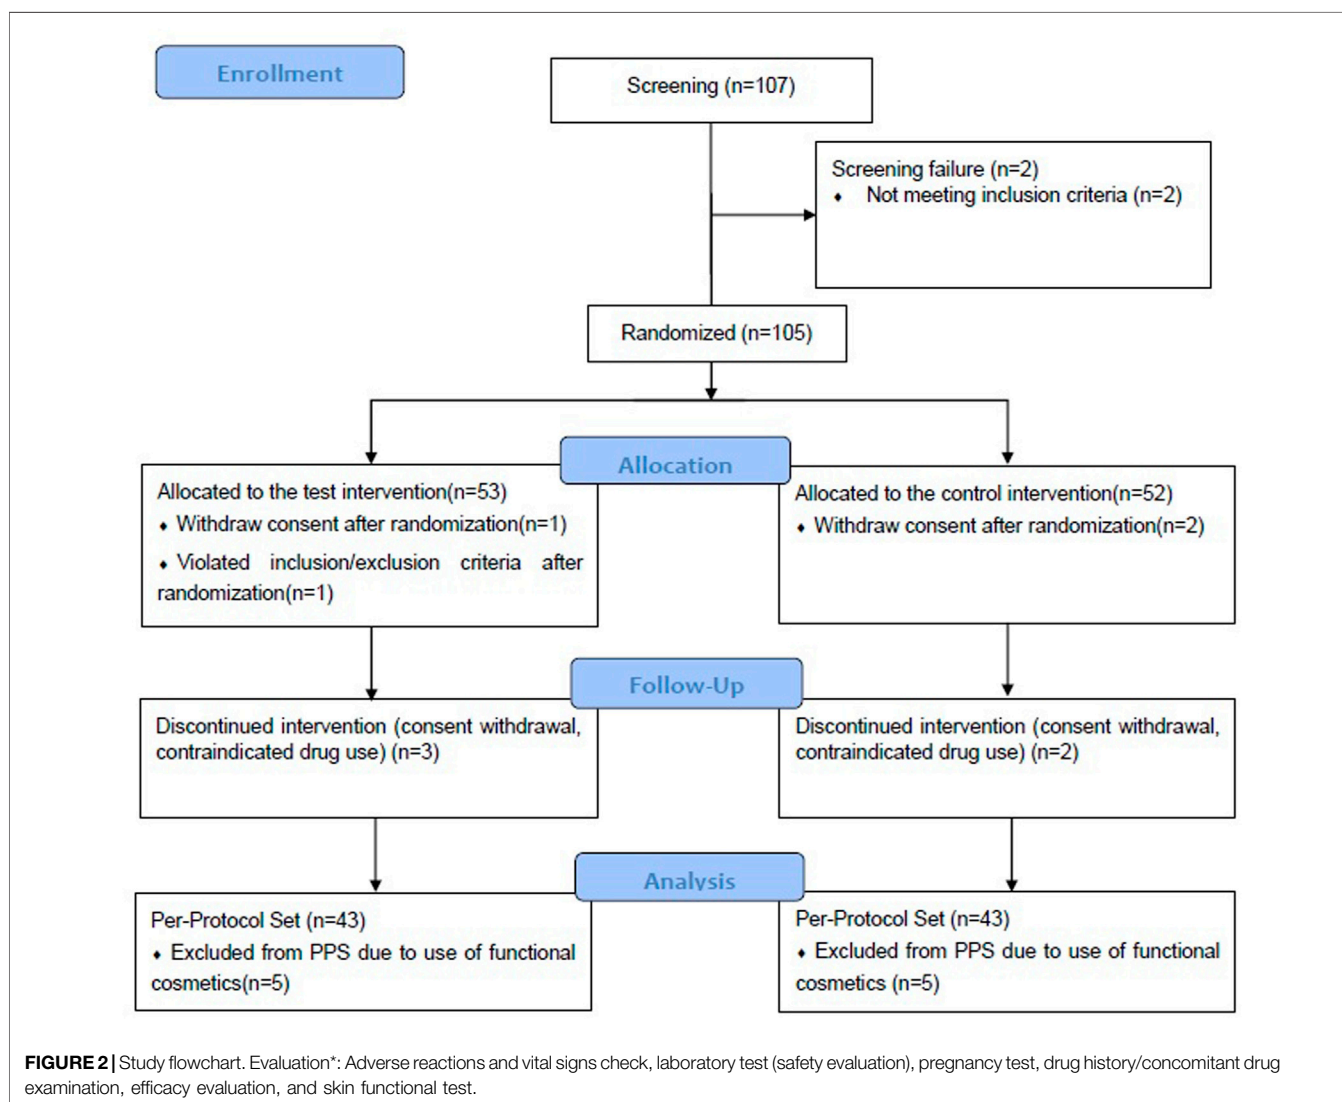 Enrollment
Screening (n=107)
Screening failure (n=2)
♦ Not meeting inclusion criteria (n=2)
Randomized (n=105)
Allocation
Allocated to the test intervention(n=53)
♦ Withdraw consent after randomization(n=1)
♦ Violated inclusion/exclusion criteria after
randomization(n=1)
Allocated to the control intervention(n=52)
♦ Withdraw consent after randomization(n=2)
Follow-Up
Discontinued intervention (consent withdrawal,
contraindicated drug use) (n=3)
Discontinued intervention (consent withdrawal,
contraindicated drug use) (n=2)
Analysis
Per-Protocol Set (n=43)
♦ Excluded from PPS due to use of functional
cosmetics(n=5)
Per-Protocol Set (n=43)
♦ Excluded from PPS due to use of functional
cosmetics (n=5)
FIGURE 2 | Study flowchart. Evaluation*: Adverse reactions and vital signs check, laboratory test (safety evaluation), pregnancy test, drug history/concomitant drug
examination, efficacy evaluation, and skin functional test.